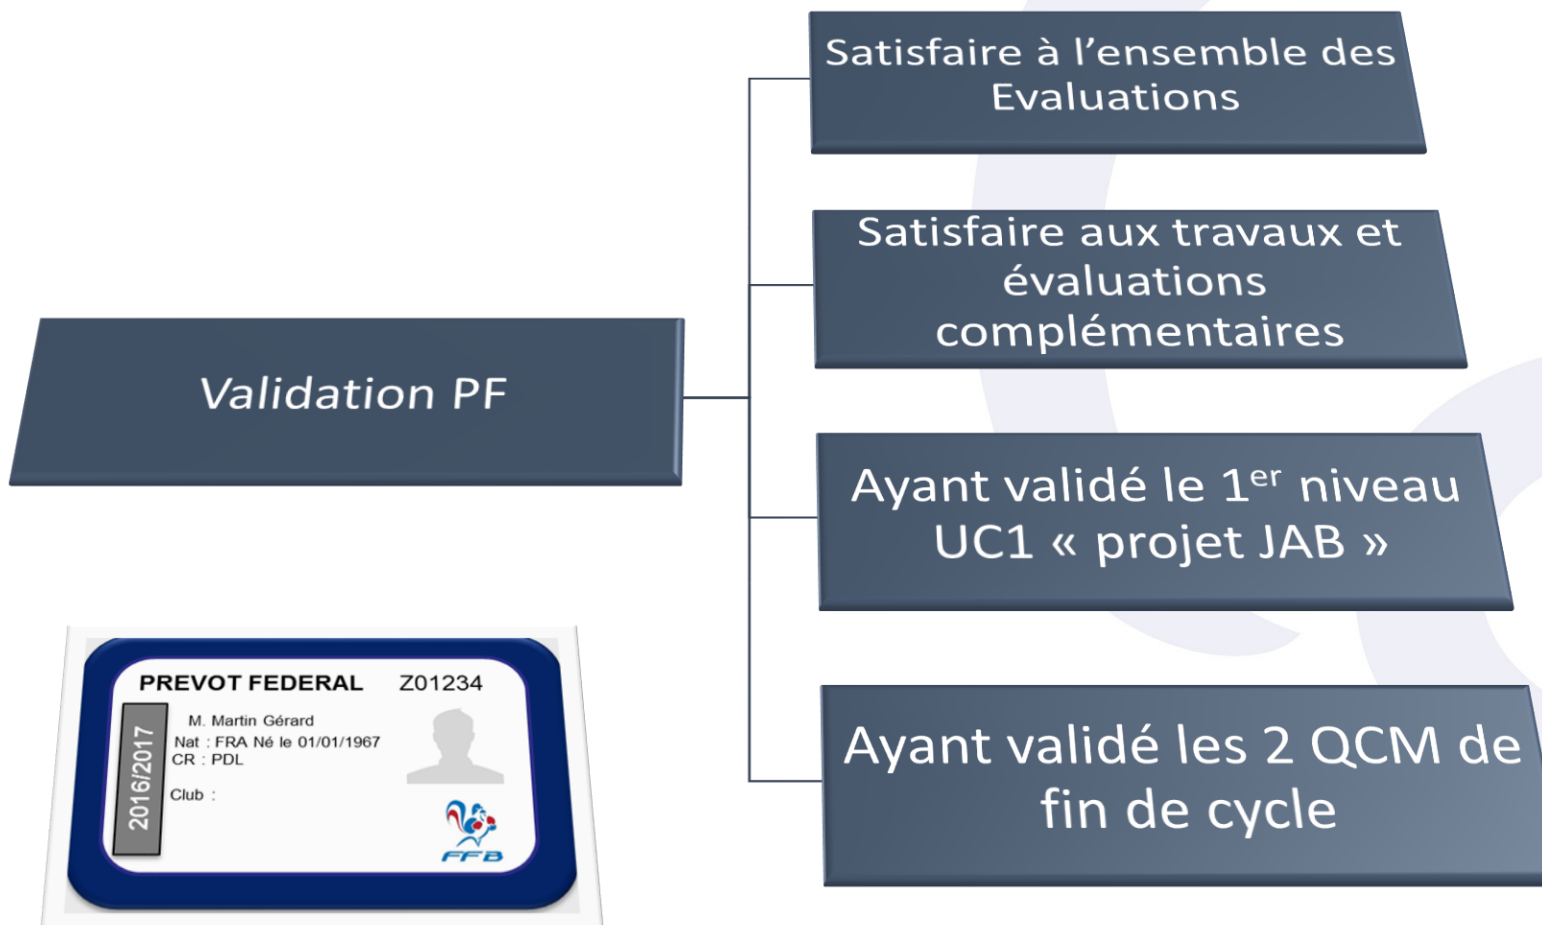 Satisfaire à l’ensemble des
Evaluations
Satisfaire aux travaux et
évaluations
complémentaires
Validation PF
Ayant validé le 1er niveau
UC1 « projet JAB »
Ayant validé les 2 QCM de
fin de cycle
PREVOT FEDERAL Z01234
2016/2017
M. Martin Gérard
Nat : FRA Né le 01/01/1967
CR : PDL
Club :
FFB